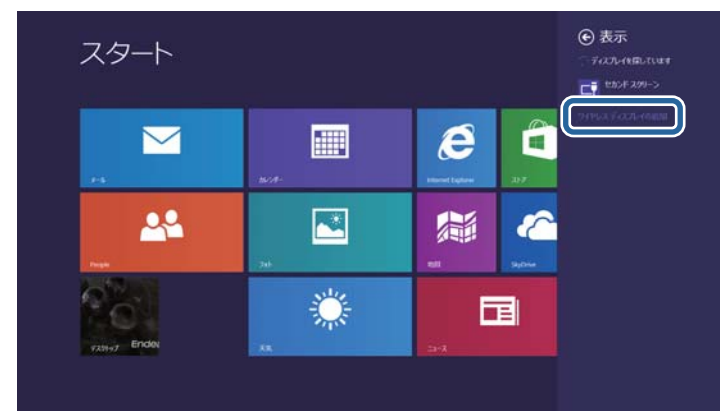 スタート
表示
ディスプレイを探しています
セカンド スクリーン
ワイヤレス ディスプレイの追加
メール
カレンダー
Internet Explorer
ストア
People
フォト
地図
SkyDrive
デスクトップ
Endea
天気
ニュース